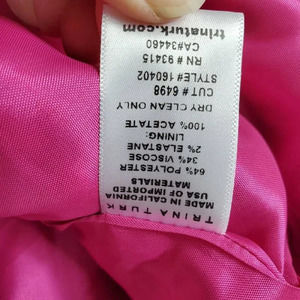 TRINA TURK
MADE IN CALIFORNIA
USA OF IMPORTED
MATERIALS
64% POLYESTER
34% VISCOSE
2% ELASTANE
LINING:
100% ACETATE
DRY CLEAN ONLY
CUT # 6498
STYLE# 160402
RN # 93415
CA#34460
trinaturk.com